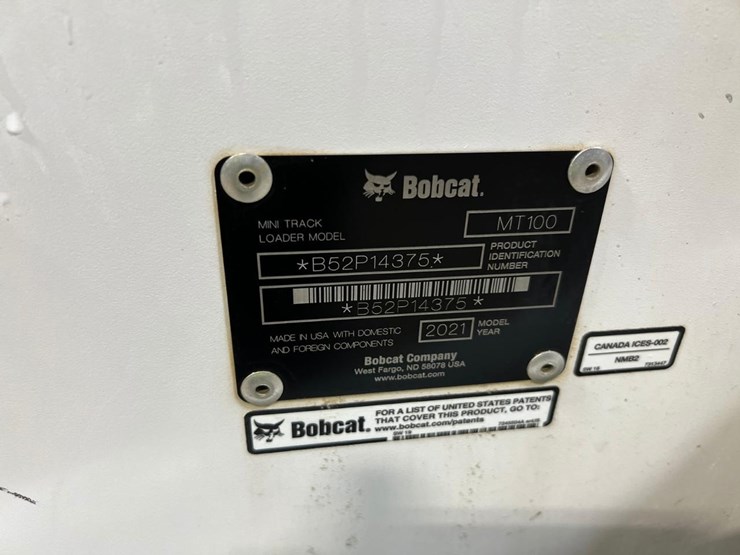 Bobcat.
MINI TRACK
LOADER MODEL
MT100
*B52P14375*
PRODUCT
IDENTIFICATION
NUMBER
*B52P14375*
MADE IN USA WITH DOMESTIC
AND FOREIGN COMPONENTS
2021
MODEL
YEAR
Bobcat Company
West Fargo, ND 58078 USA
www.bobcat.com
CANADA ICES-002
NMB2
Bobcat.
FOR A LIST OF UNITED STATES PATENTS
THAT COVER THIS PRODUCT, GO TO:
www.bobcat.com/patents